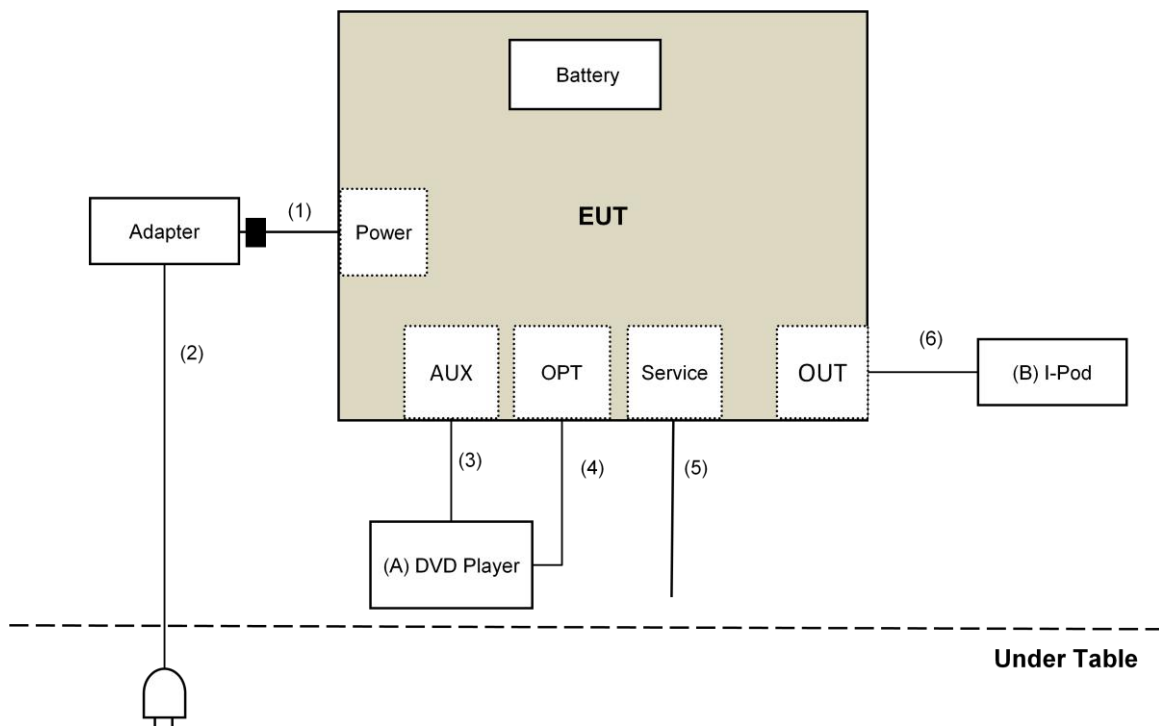 Battery
EUT
(1)
Adapter
Power
(2)
(6)
AUX
OPT
Service
OUT
(B) I-Pod
(3)
(4)
(5)
(A) DVD Player
Under Table